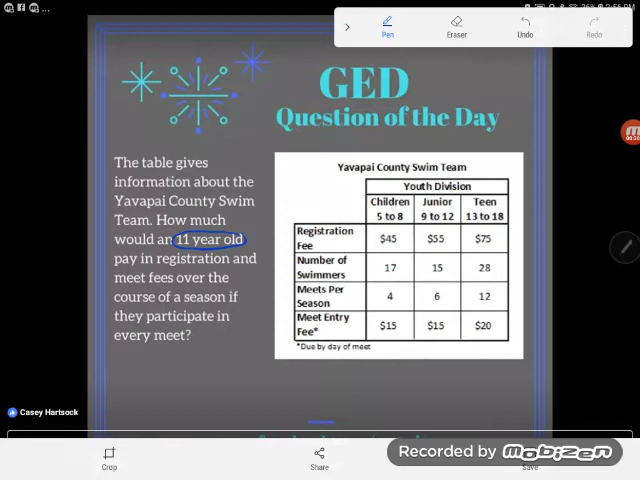 2:56 PM
Pen
Eraser
Undo
Redo
GED
Question of the Day
The table gives
information about the
Yavapai County Swim
Team. How much
would an 11 year old
pay in registration and
meet fees over the
course of a season if
they participate in
every meet?
Yavapai County Swim Team
Youth Division
Children Junior Teen
5 to 8 9 to 12 13 to 18
Registration Fee $45 $55 $75
Number of Swimmers 17 15 28
Meets Per Season 4 6 12
Meet Entry Fee* $15 $15 $20
*Due by day of meet
Casey Hartsock
Crop
Share
Save
Recorded by Mobizen